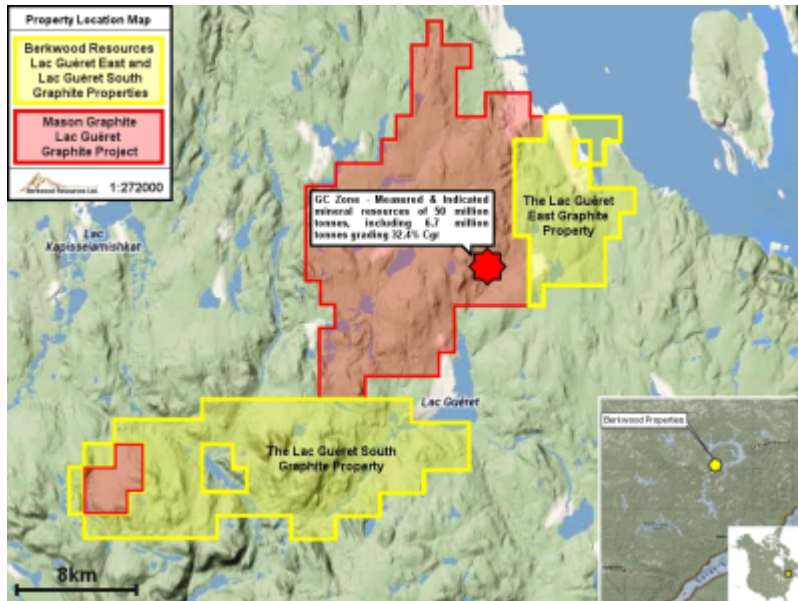 Property Location Map
Berkwood Resources
Lac Guéret East and
Lac Guéret South
Graphite Properties
Mason Graphite
Lac Guéret
Graphite Project
Berkwood Resources Ltd.
1:272000
GC Zone - Measured & Indicated
mineral resources of 50 million
tonnes, including 6.7 million
tonnes grading 32.4% Cgr
The Lac Guéret
East Graphite
Property
Lac
Kapisselamishkar
Lac Guéret
The Lac Guéret South
Graphite Property
Berkwood Properties
8km